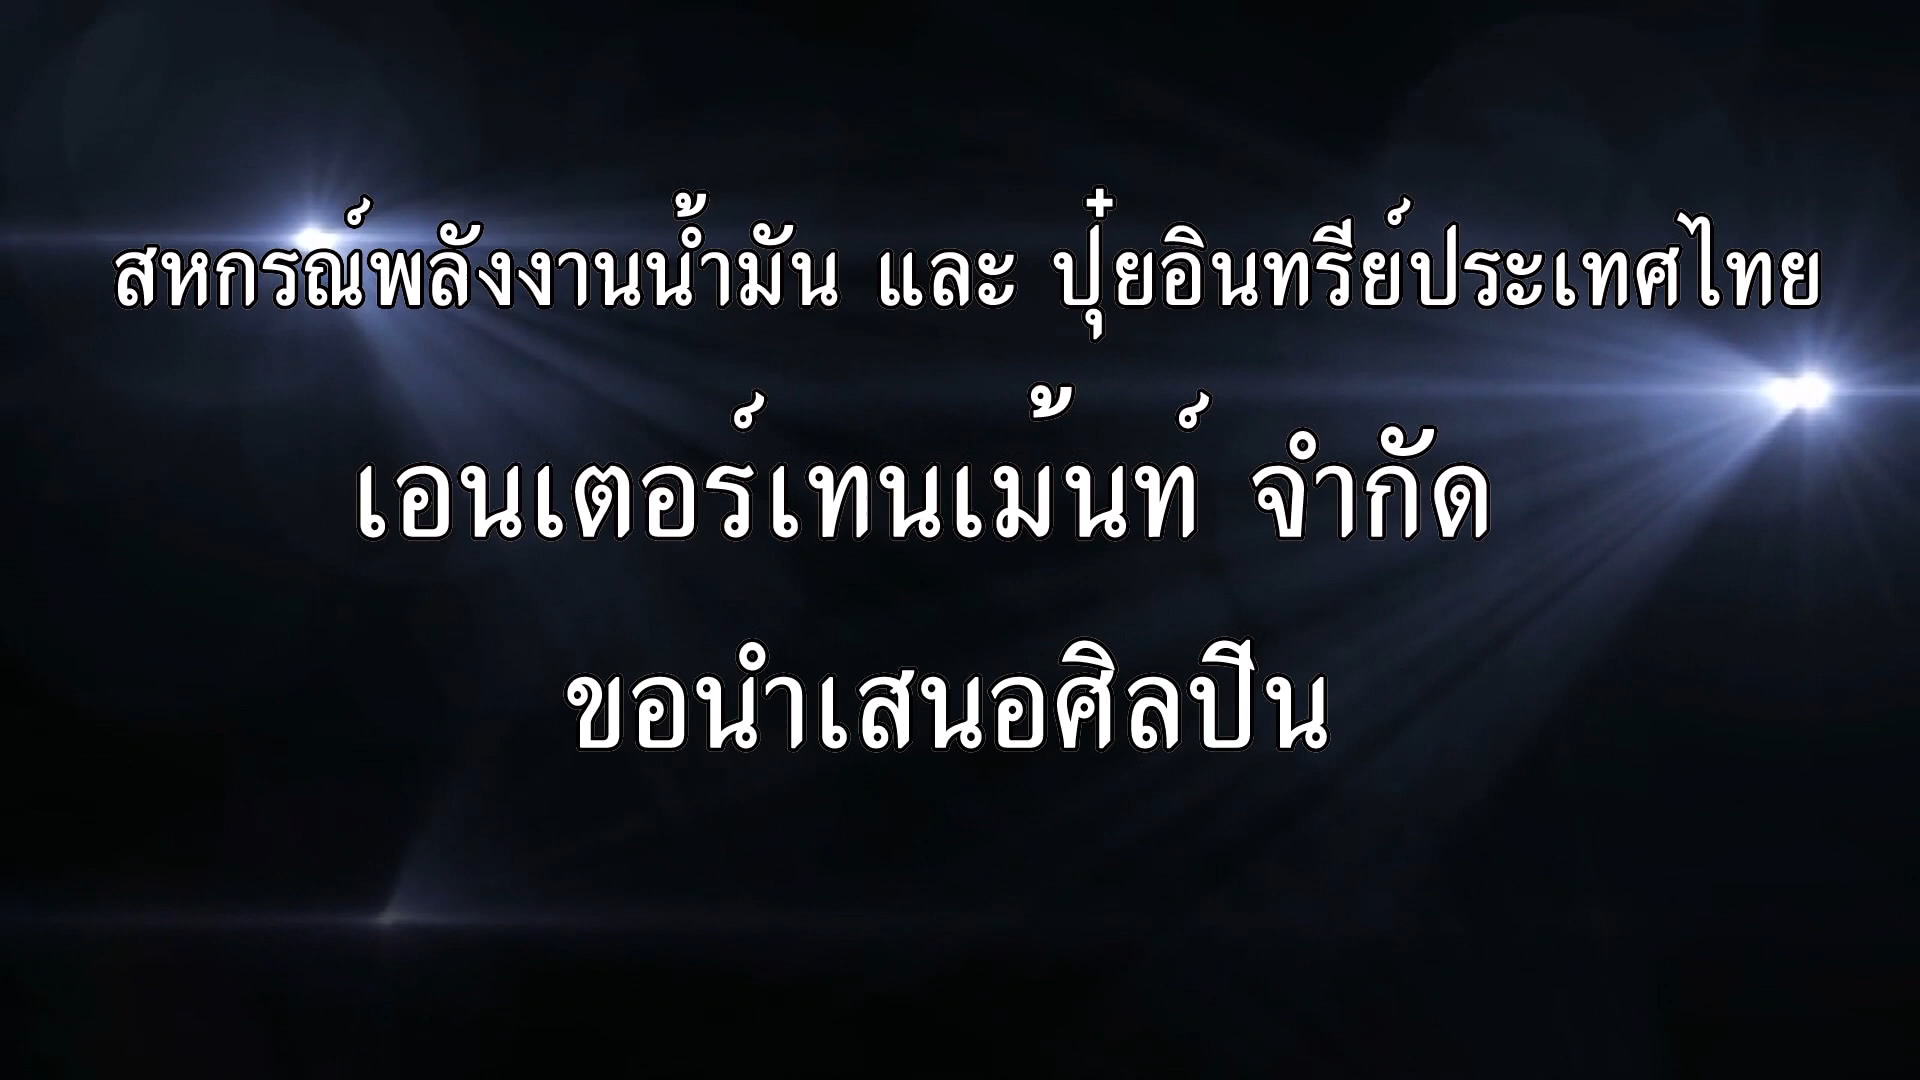 สหกรณ์พลังงานน้ำมัน และ ปุ๋ยอินทรีย์ประเทศไทย
เอนเตอร์เทนเม้นท์ จำกัด
ขอนำเสนอศิลปีน